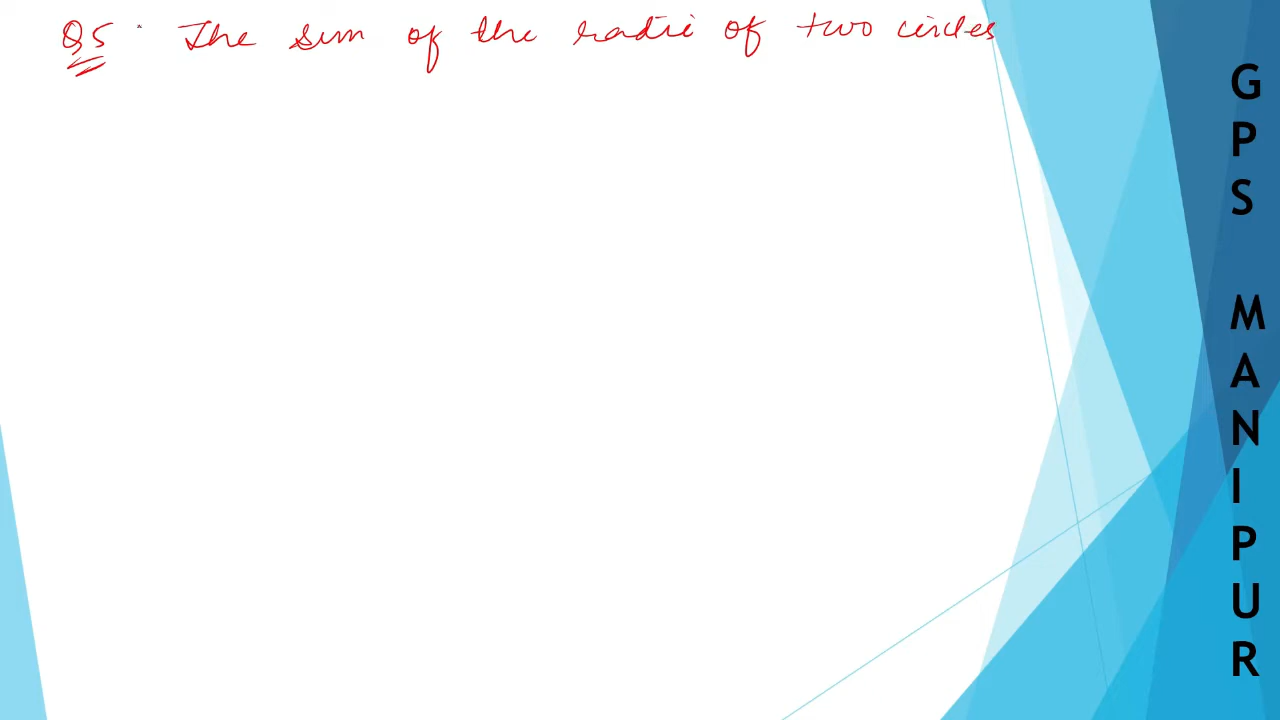 Q5 The sum of the radii of two circles
GPS MANIPUR